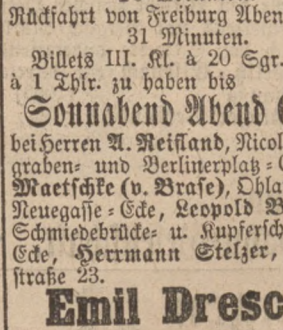 Rückfahrt von Freiburg Aben
31 Minuten.
Billets III. Kl. à 20 Sgr.
à 1 Thlr. zu haben bis
Sonnabend Abend
bei Herren A. Reisland, Nicol
graben- und Berlinerplatz-
Maetschke (v. Brase), Ohla
Neuegasse-Ecke, Leopold B
Schmiedebrücke- u. Kupfersch
Ecke, Herrmann Stelzer,
straße 23.
Emil Dresc